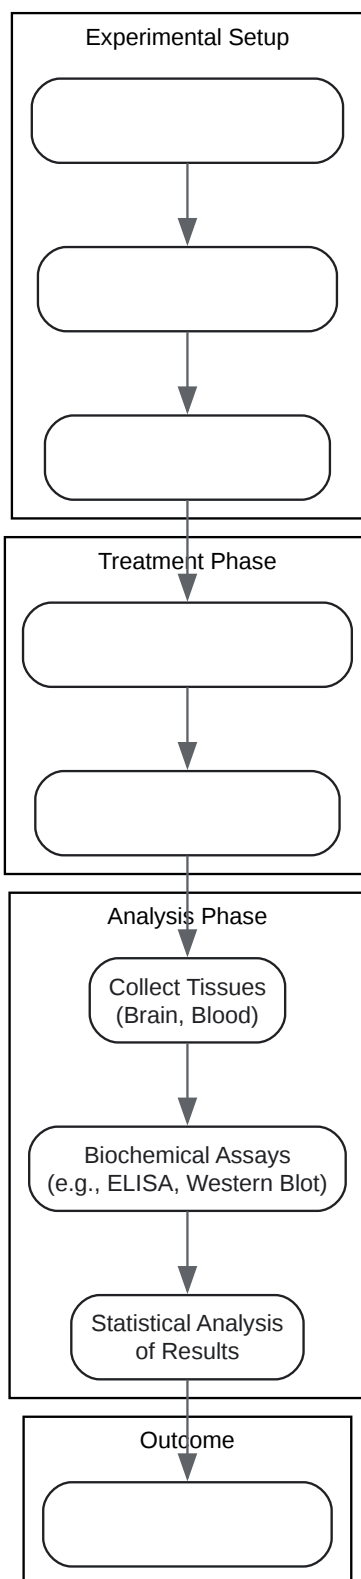 Experimental Setup
Treatment Phase
Analysis Phase
Collect Tissues
(Brain, Blood)
Biochemical Assays
(e.g., ELISA, Western Blot)
Statistical Analysis
of Results
Outcome